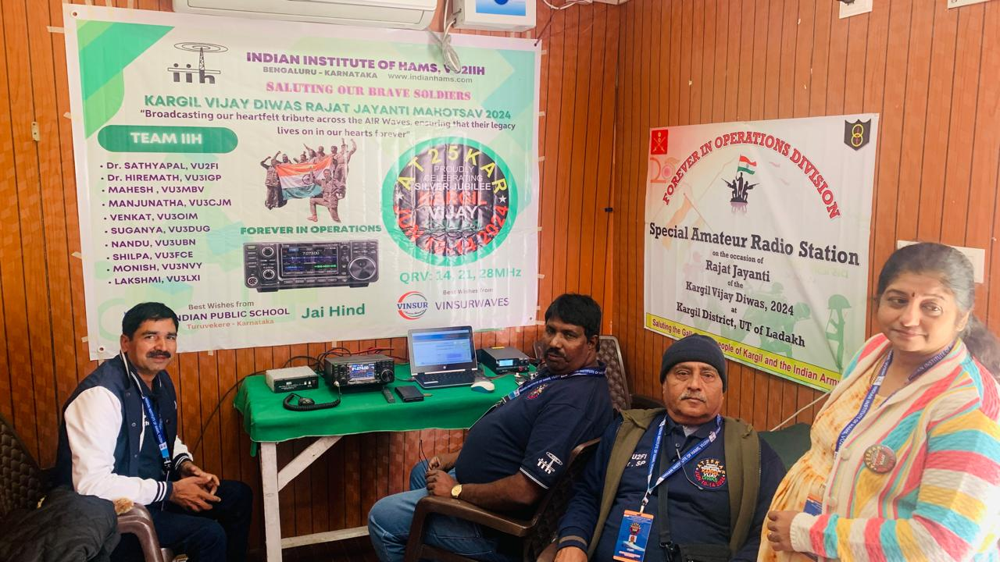 iih
INDIAN INSTITUTE OF HAMS, VU2IIH
BENGALURU - KARNATAKA www.indianhams.com
SALUTING OUR BRAVE SOLDIERS
KARGIL VIJAY DIWAS RAJAT JAYANTI MAHOTSAV 2024
"Broadcasting our heartfelt tribute across the AIR Waves, ensuring that their legacy
lives on in our hearts forever"
TEAM IIH
• Dr. SATHYAPAL, VU2FI
• Dr. HIREMATH, VU3IGP
• MAHESH , VU3MBV
• MANJUNATHA, VU3CJM
• VENKAT, VU3OIM
• SUGANYA, VU3DUG
• NANDU, VU3UBN
• SHILPA, VU3FCE
• MONISH, VU3NVY
• LAKSHMI, VU3LXI
FOREVER IN OPERATIONS
AT25KAR
PROUDLY
CELEBRATING
SILVER JUBILEE
KARGIL
VIJAY
JUN 10-14 2024
QRV: 14, 21, 28MHz
Best Wishes from
INDIAN PUBLIC SCHOOL
Turuvekere - Karnataka
Jai Hind
Best Wishes from
VINSUR
VINSURWAVES
FOREVER IN OPERATIONS DIVISION
Special Amateur Radio Station
on the occasion of
Rajat Jayanti
of the
Kargil Vijay Diwas, 2024
at
Kargil District, UT of Ladakh
Saluting the People of Kargil and the Indian Army
iih
VU2FI